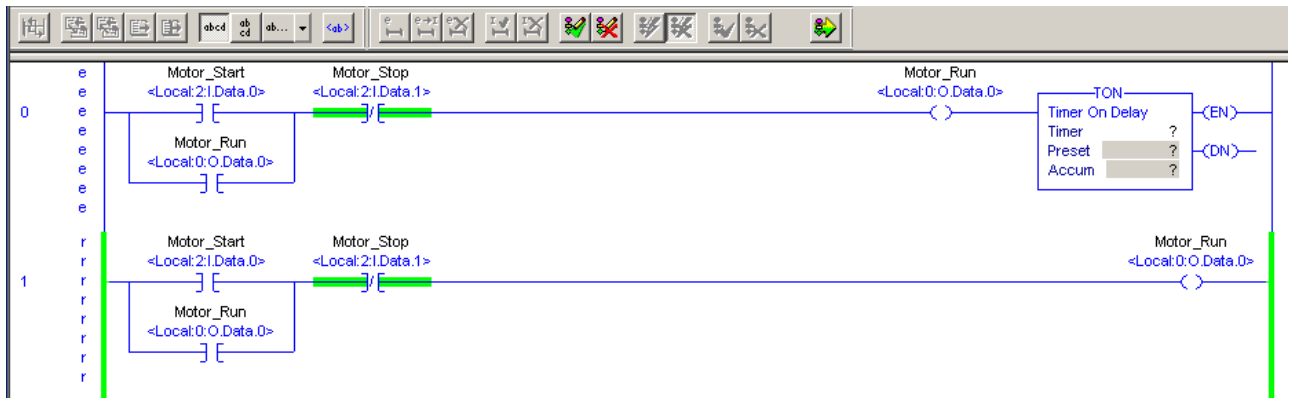 abcd ab cd ab... <ab>
e e→I e I I
e Motor_Start Motor_Stop Motor_Run
e <Local:2:I.Data.0> <Local:2:I.Data.1> <Local:0:O.Data.0> TON
0 e Timer On Delay (EN)
e Motor_Run Timer ?
e <Local:0:O.Data.0> Preset ? (DN)
e Accum ?
e
e
r Motor_Start Motor_Stop Motor_Run
r <Local:2:I.Data.0> <Local:2:I.Data.1> <Local:0:O.Data.0>
1 r
r Motor_Run
r <Local:0:O.Data.0>
r
r
r